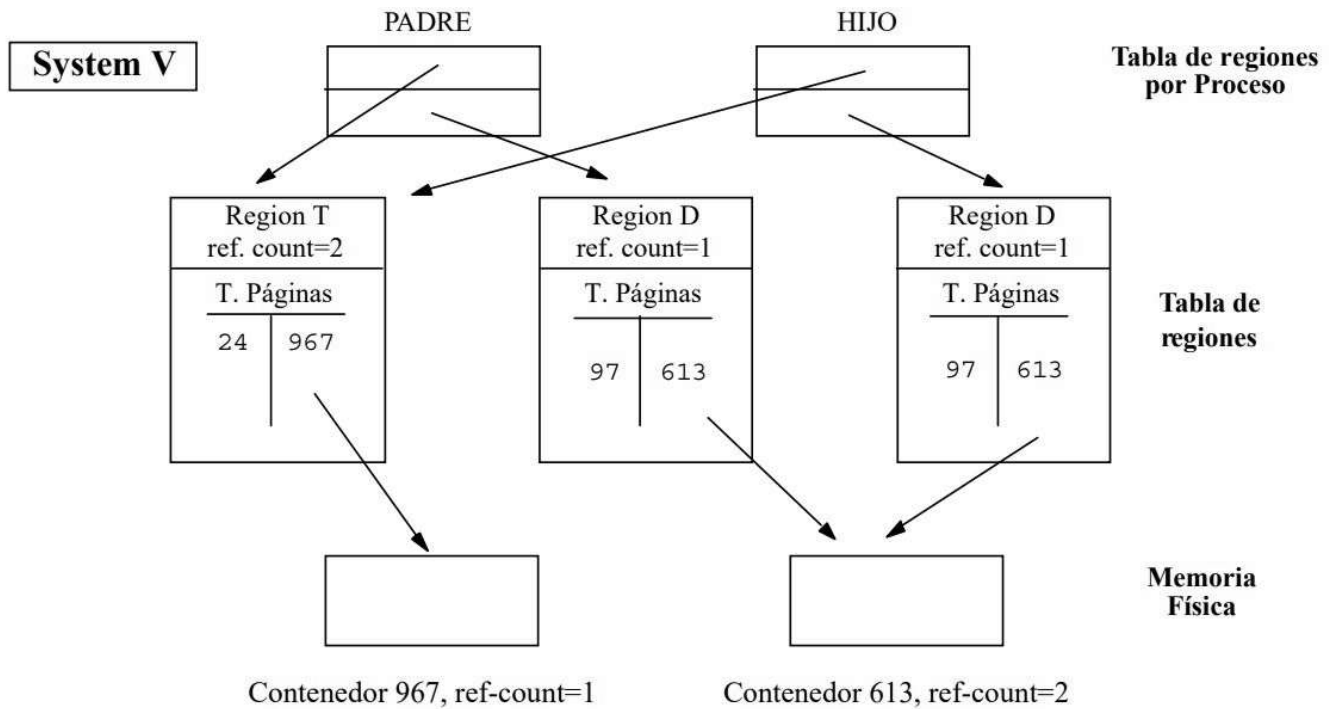 PADRE
HIJO
System V
Tabla de regiones
por Proceso
Region T
ref. count=2
T. Páginas
24 967
Region D
ref. count=1
T. Páginas
97 613
Region D
ref. count=1
T. Páginas
97 613
Tabla de
regiones
Memoria
Física
Contenedor 967, ref-count=1
Contenedor 613, ref-count=2